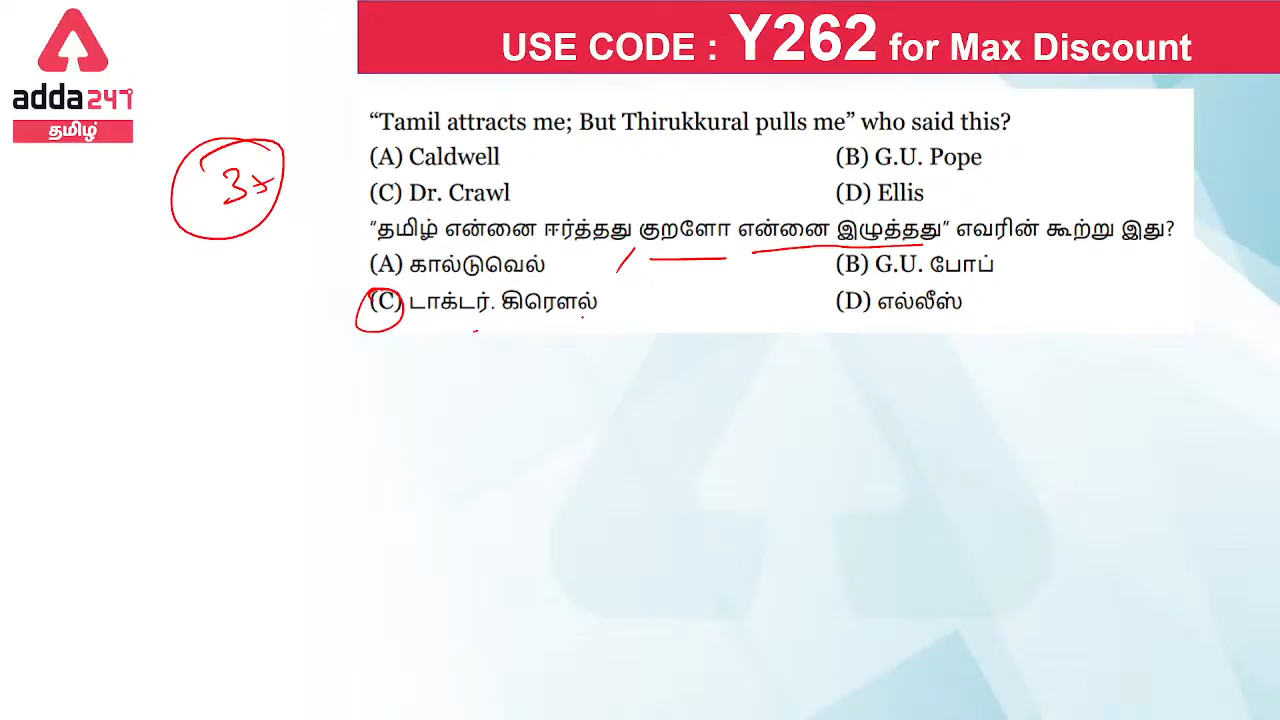 USE CODE : Y262 for Max Discount
adda247
தமிழ்
3x
“Tamil attracts me; But Thirukkural pulls me” who said this?
(A) Caldwell (B) G.U. Pope
(C) Dr. Crawl (D) Ellis
“தமிழ் என்னை ஈர்த்தது குறளோ என்னை இழுத்தது” எவரின் கூற்று இது?
(A) கால்டுவெல் (B) G.U. போப்
(C) டாக்டர். கிரௌல் (D) எல்லீஸ்